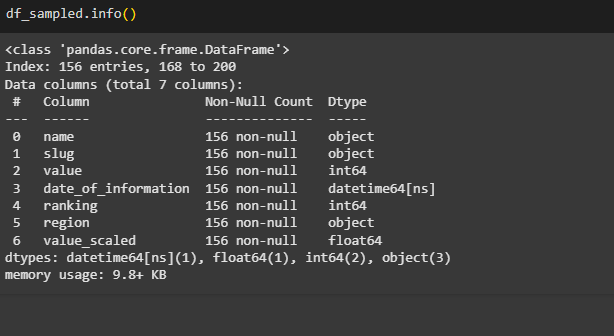 df_sampled.info()
<class 'pandas.core.frame.DataFrame'>
Index: 156 entries, 168 to 200
Data columns (total 7 columns):
 #   Column               Non-Null Count  Dtype
---  ------               --------------  -----
 0   name                 156 non-null    object
 1   slug                 156 non-null    object
 2   value                156 non-null    int64
 3   date_of_information  156 non-null    datetime64[ns]
 4   ranking              156 non-null    int64
 5   region               156 non-null    object
 6   value_scaled         156 non-null    float64
dtypes: datetime64[ns](1), float64(1), int64(2), object(3)
memory usage: 9.8+ KB